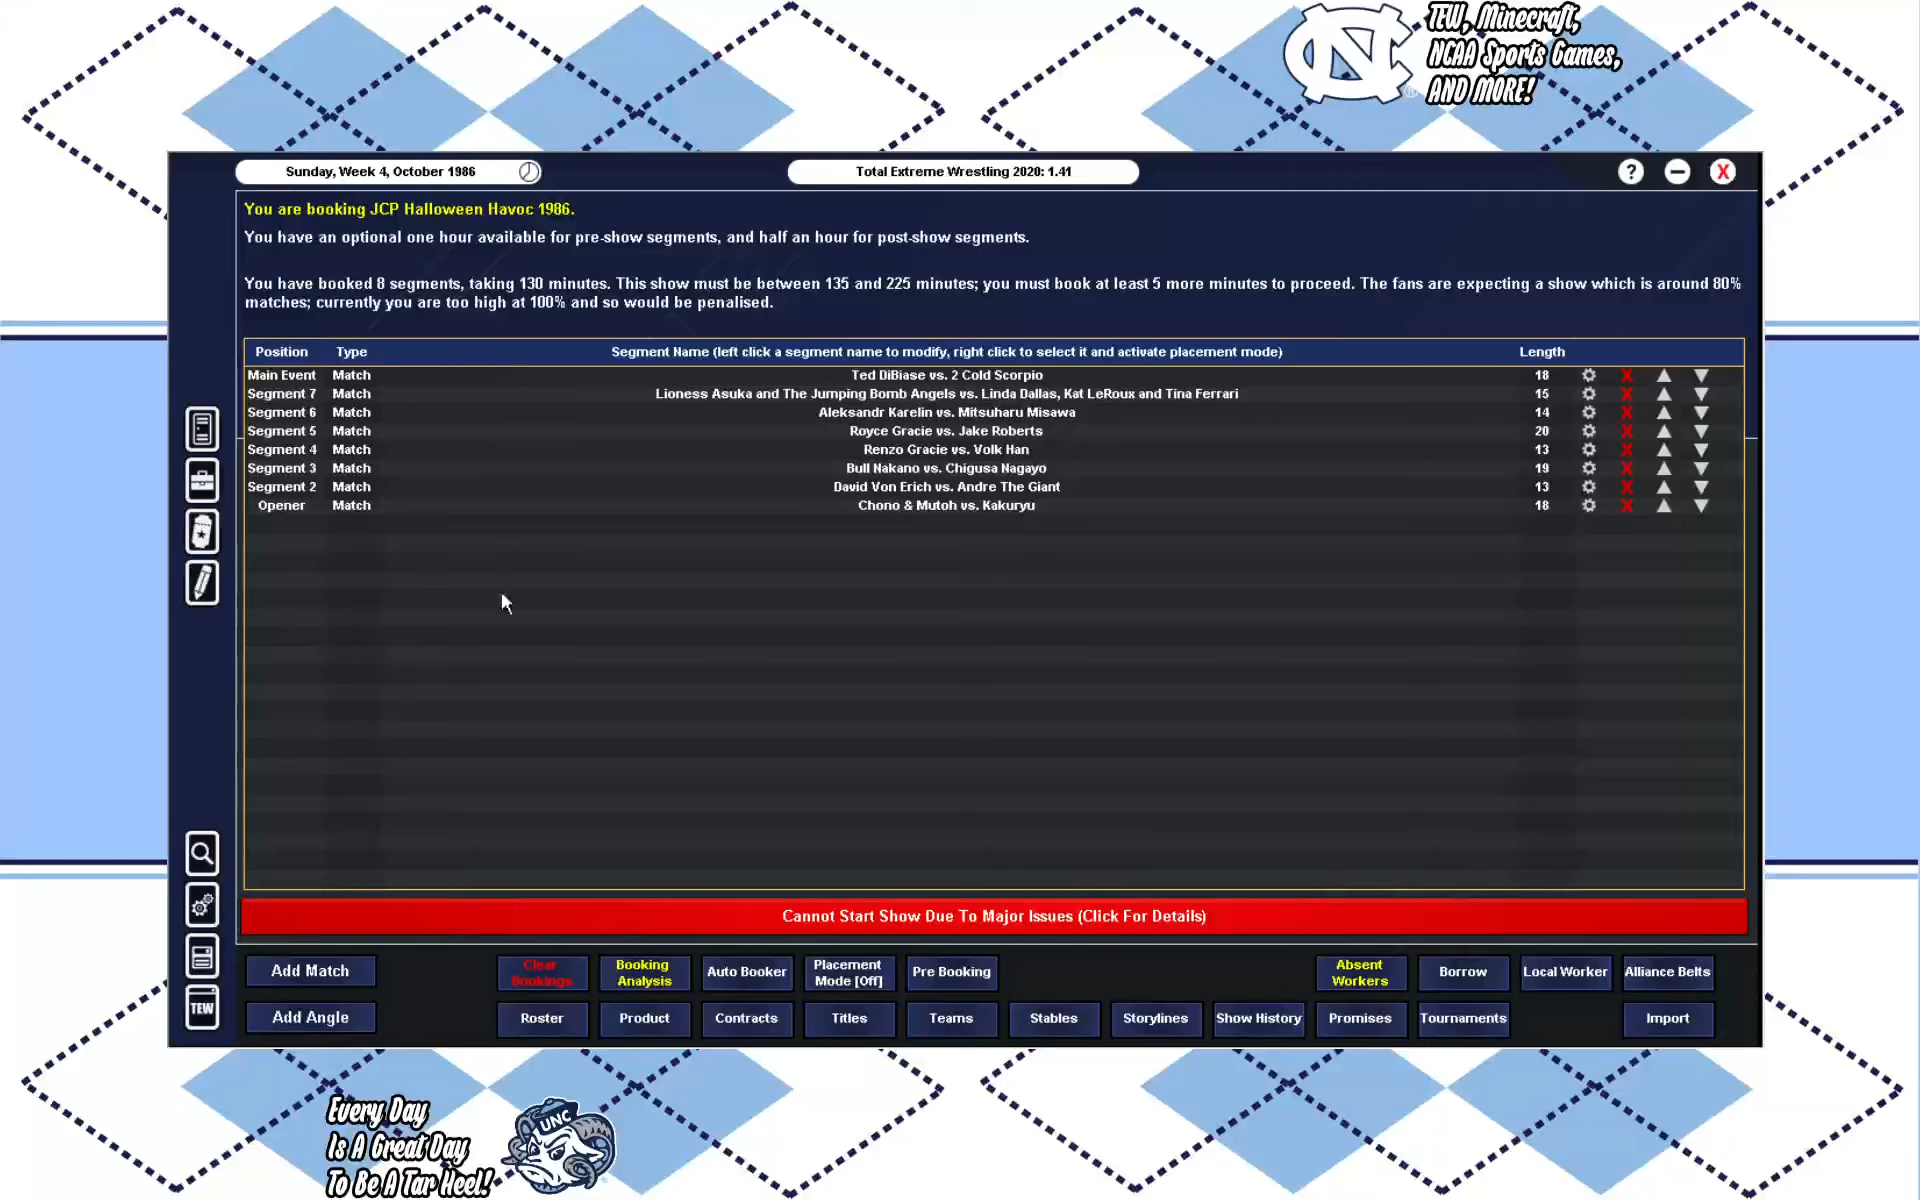 TEW, Minecraft,
NCAA Sports Games,
AND MORE!
NC
Sunday, Week 4, October 1986
Total Extreme Wrestling 2020: 1.41
? X
You are booking JCP Halloween Havoc 1986.
You have an optional one hour available for pre-show segments, and half an hour for post-show segments.
You have booked 8 segments, taking 130 minutes. This show must be between 135 and 225 minutes; you must book at least 5 more minutes to proceed. The fans are expecting a show which is around 80%
matches; currently you are too high at 100% and so would be penalised.
Position Type Segment Name (left click a segment name to modify, right click to select it and activate placement mode) Length
Main Event Match Ted DiBiase vs. 2 Cold Scorpio 18 X
Segment 7 Match Lioness Asuka and The Jumping Bomb Angels vs. Linda Dallas, Kat LeRoux and Tina Ferrari 15 X
Segment 6 Match Aleksandr Karelin vs. Mitsuharu Misawa 14 X
Segment 5 Match Royce Gracie vs. Jake Roberts 20 X
Segment 4 Match Renzo Gracie vs. Volk Han 13 X
Segment 3 Match Bull Nakano vs. Chigusa Nagayo 19 X
Segment 2 Match David Von Erich vs. Andre The Giant 13 X
Opener Match Chono & Mutoh vs. Kakuryu 18 X
Cannot Start Show Due To Major Issues (Click For Details)
Add Match
Clear
Bookings
Booking
Analysis
Auto Booker
Placement
Mode [Off]
Pre Booking
Absent
Workers
Borrow
Local Worker
Alliance Belts
TEW
Add Angle
Roster
Product
Contracts
Titles
Teams
Stables
Storylines
Show History
Promises
Tournaments
Import
Every Day
Is A Great Day
To Be A Tar Heel!
UNC